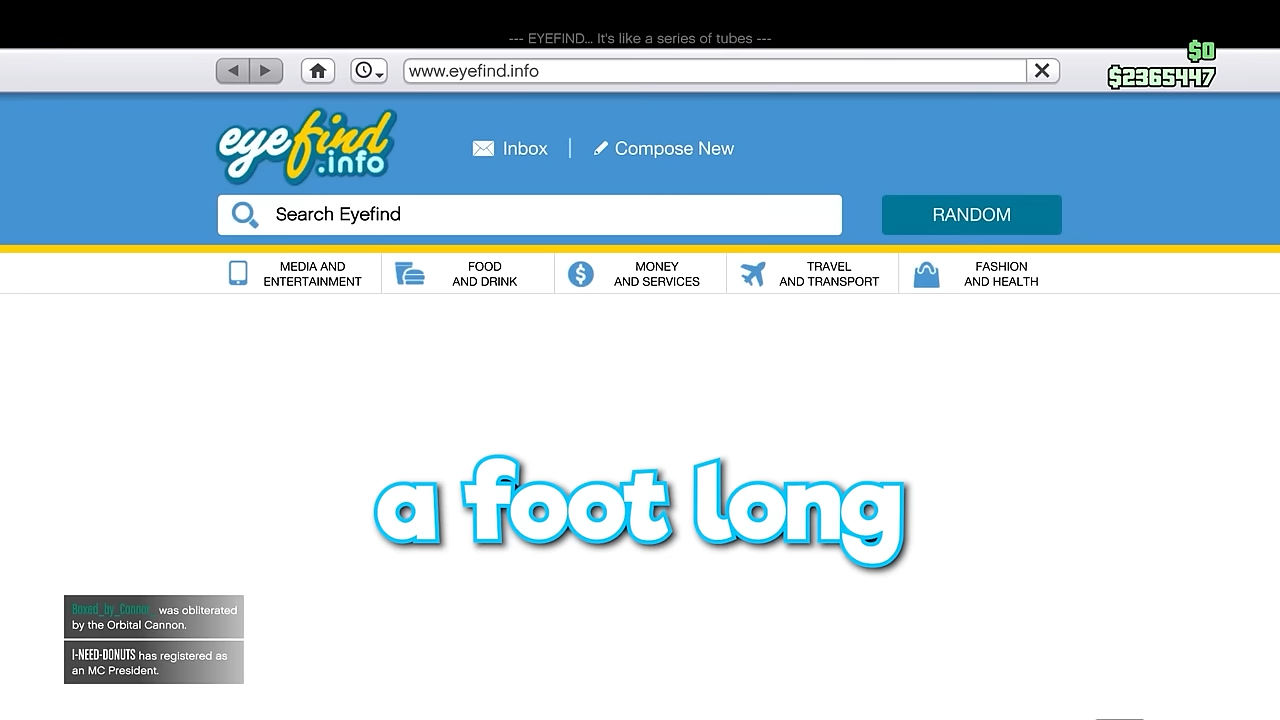 --- EYEFIND... It's like a series of tubes ---
$0
www.eyefind.info
$2365447
eyefind
.info
Inbox
Compose New
Search Eyefind
RANDOM
MEDIA AND
ENTERTAINMENT
FOOD
AND DRINK
MONEY
AND SERVICES
TRAVEL
AND TRANSPORT
FASHION
AND HEALTH
a foot long
Boxed_by_Connor_ was obliterated
by the Orbital Cannon.
I-NEED-DONUTS has registered as
an MC President.